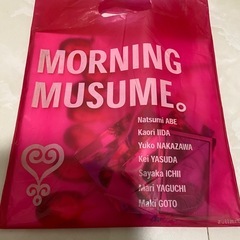 MORNING
MUSUME。
Natsumi ABE
Kaori IIDA
Yuko NAKAZAWA
Kei YASUDA
Sayaka ICHII
Mari YAGUCHI
Maki GOTO